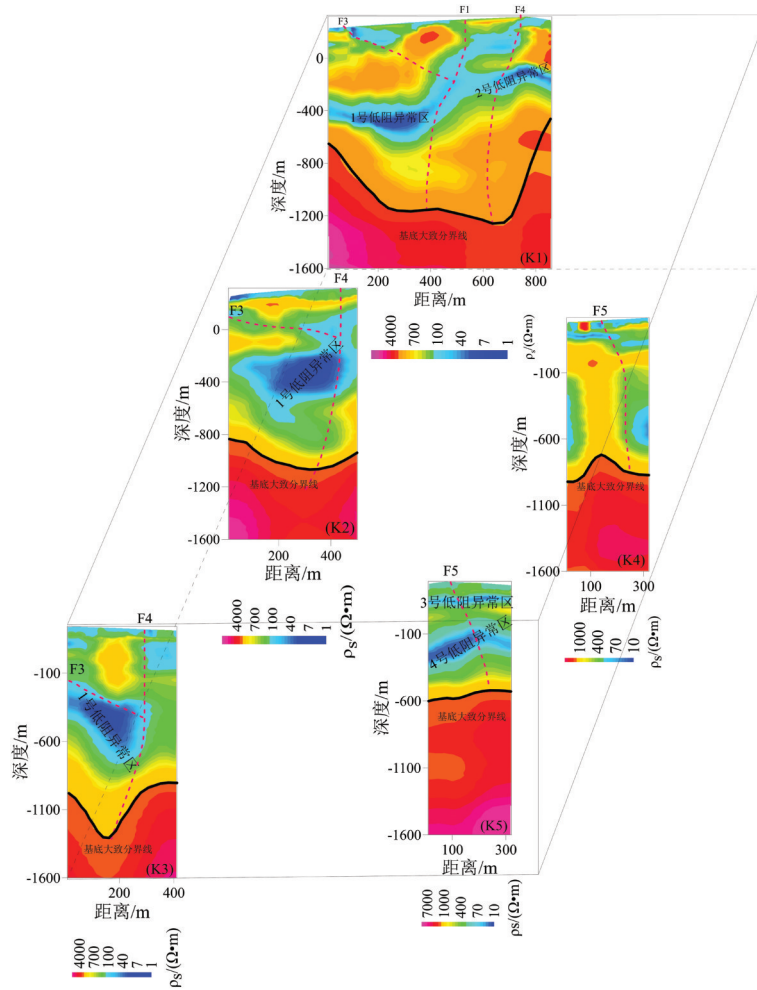 F3
F1
F4
0
-400
-800
-1200
-1600
深度/m
1号低阻异常区
2号低阻异常区
基底大致分界线
(K1)
200
400
600
800
距离/m
4000
700
100
40
7
1
ρs/(Ω•m)
F3
F4
0
-400
-800
-1200
-1600
深度/m
1号低阻异常区
基底大致分界线
(K2)
200
400
距离/m
4000
700
100
40
7
1
ρs/(Ω•m)
F5
-100
-600
-1100
-1600
深度/m
基底大致分界线
(K4)
100
300
距离/m
1000
400
70
10
ρs/(Ω•m)
F3
F4
-100
-600
-1100
-1600
深度/m
1号低阻异常区
基底大致分界线
(K3)
200
400
距离/m
4000
700
100
40
7
1
ρs/(Ω•m)
F5
-100
-600
-1100
-1600
深度/m
3号低阻异常区
4号低阻异常区
基底大致分界线
(K5)
100
300
距离/m
7000
1000
400
70
10
ρs/(Ω•m)